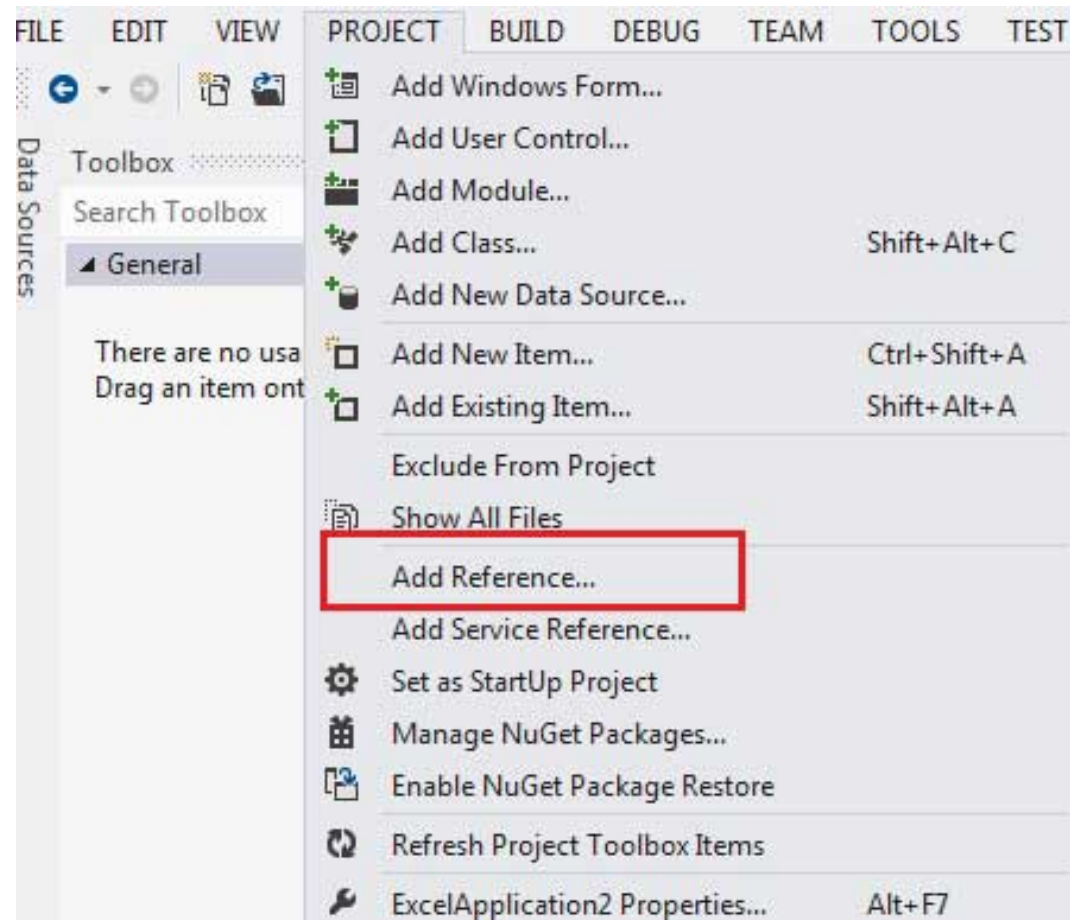 FILE EDIT VIEW PROJECT BUILD DEBUG TEAM TOOLS TEST
Data Sources
Toolbox
Search Toolbox
General
There are no usa
Drag an item ont
Add Windows Form...
Add User Control...
Add Module...
Add Class... Shift+Alt+C
Add New Data Source...
Add New Item... Ctrl+Shift+A
Add Existing Item... Shift+Alt+A
Exclude From Project
Show All Files
Add Reference...
Add Service Reference...
Set as StartUp Project
Manage NuGet Packages...
Enable NuGet Package Restore
Refresh Project Toolbox Items
ExcelApplication2 Properties... Alt+F7